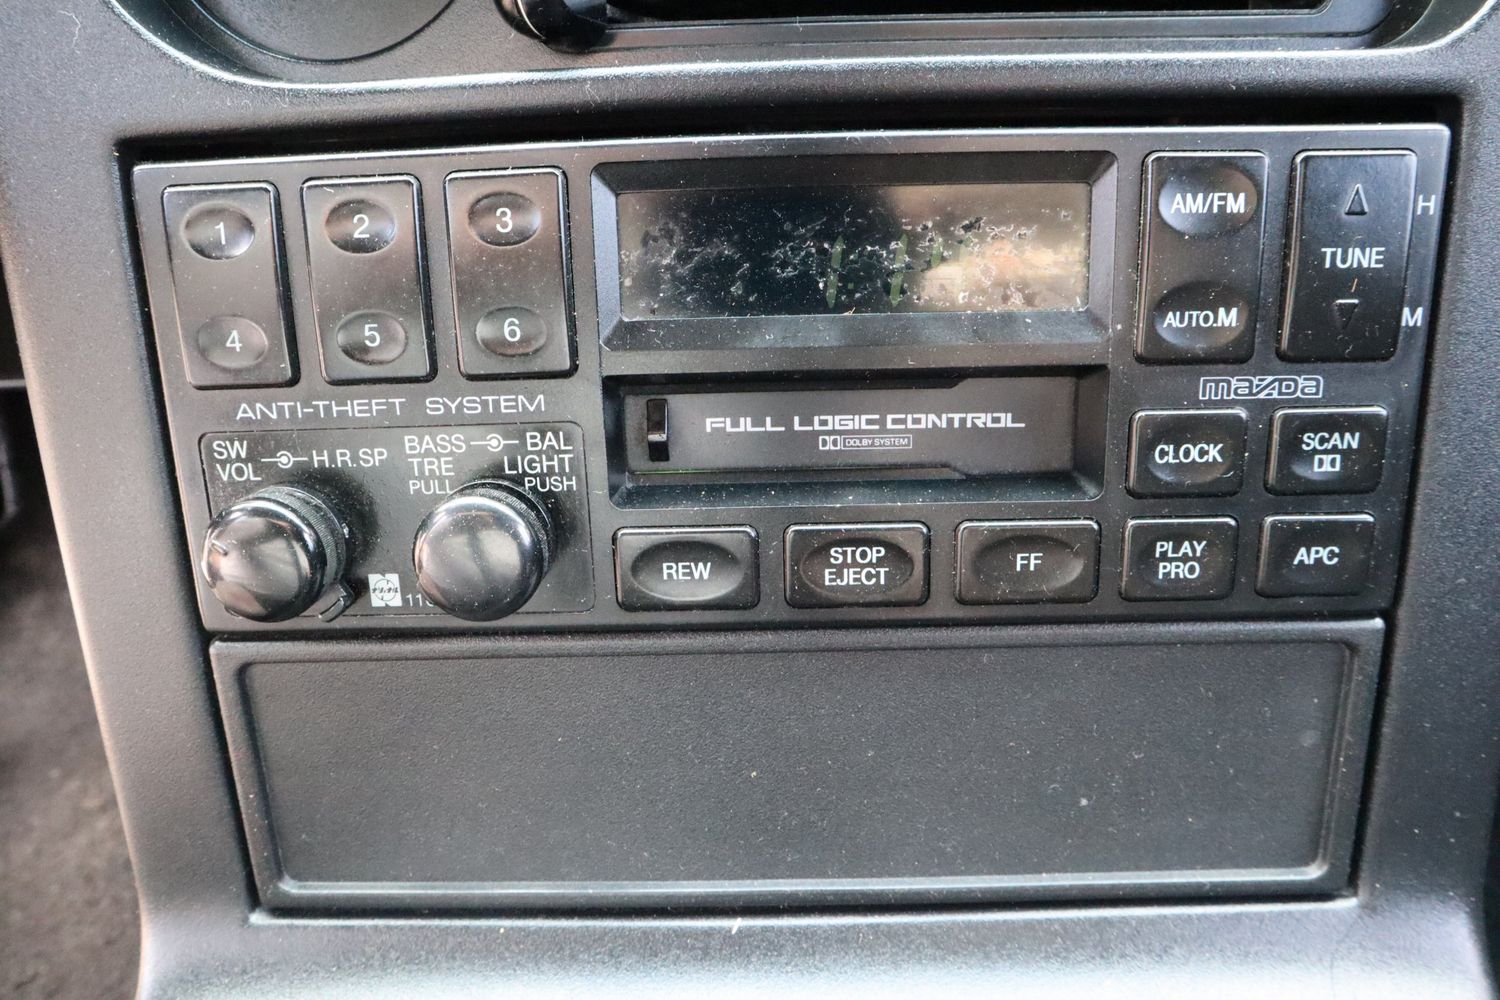 1
2
3
4
5
6
ANTI-THEFT SYSTEM
SW
VOL
H.R.SP
BASS
TRE
PULL
BAL
LIGHT
PUSH
AM/FM
AUTO.M
TUNE
H
M
mazda
FULL LOGIC CONTROL
DOLBY SYSTEM
CLOCK
SCAN
REW
STOP
EJECT
FF
PLAY
PRO
APC